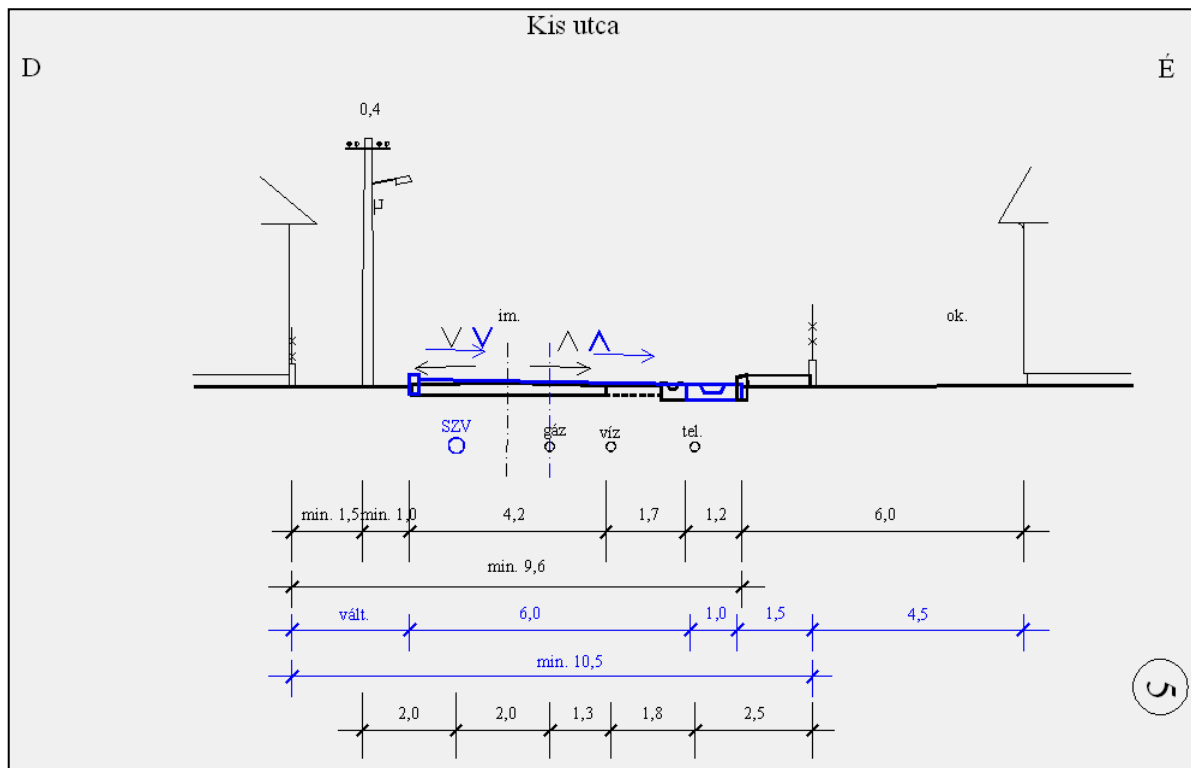 Kis utca
D É
0,4
im. ok.
SZV gáz víz tel.
min. 1,5 min. 1,0 4,2 1,7 1,2 6,0
min. 9,6
vált. 6,0 1,0 1,5 4,5
min. 10,5
2,0 2,0 1,3 1,8 2,5
5